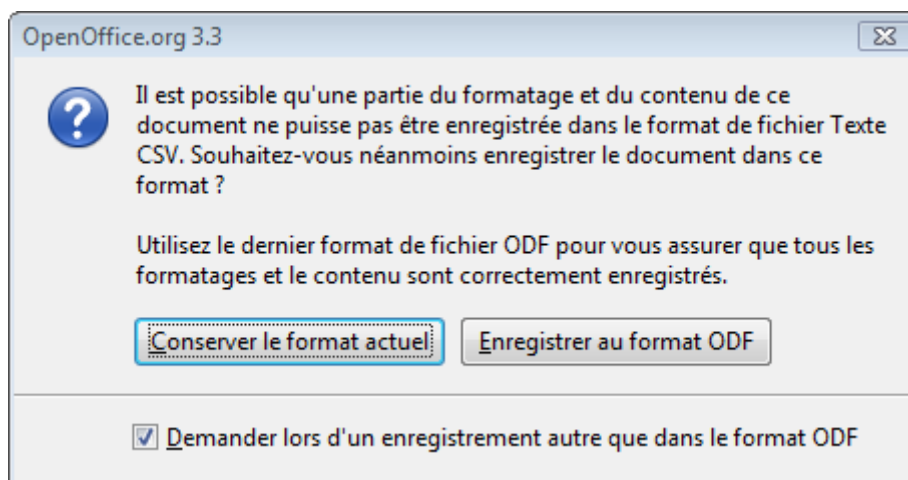 OpenOffice.org 3.3
Il est possible qu'une partie du formatage et du contenu de ce
document ne puisse pas être enregistrée dans le format de fichier Texte
CSV. Souhaitez-vous néanmoins enregistrer le document dans ce
format ?
Utilisez le dernier format de fichier ODF pour vous assurer que tous les
formatages et le contenu sont correctement enregistrés.
Conserver le format actuel
Enregistrer au format ODF
Demander lors d'un enregistrement autre que dans le format ODF